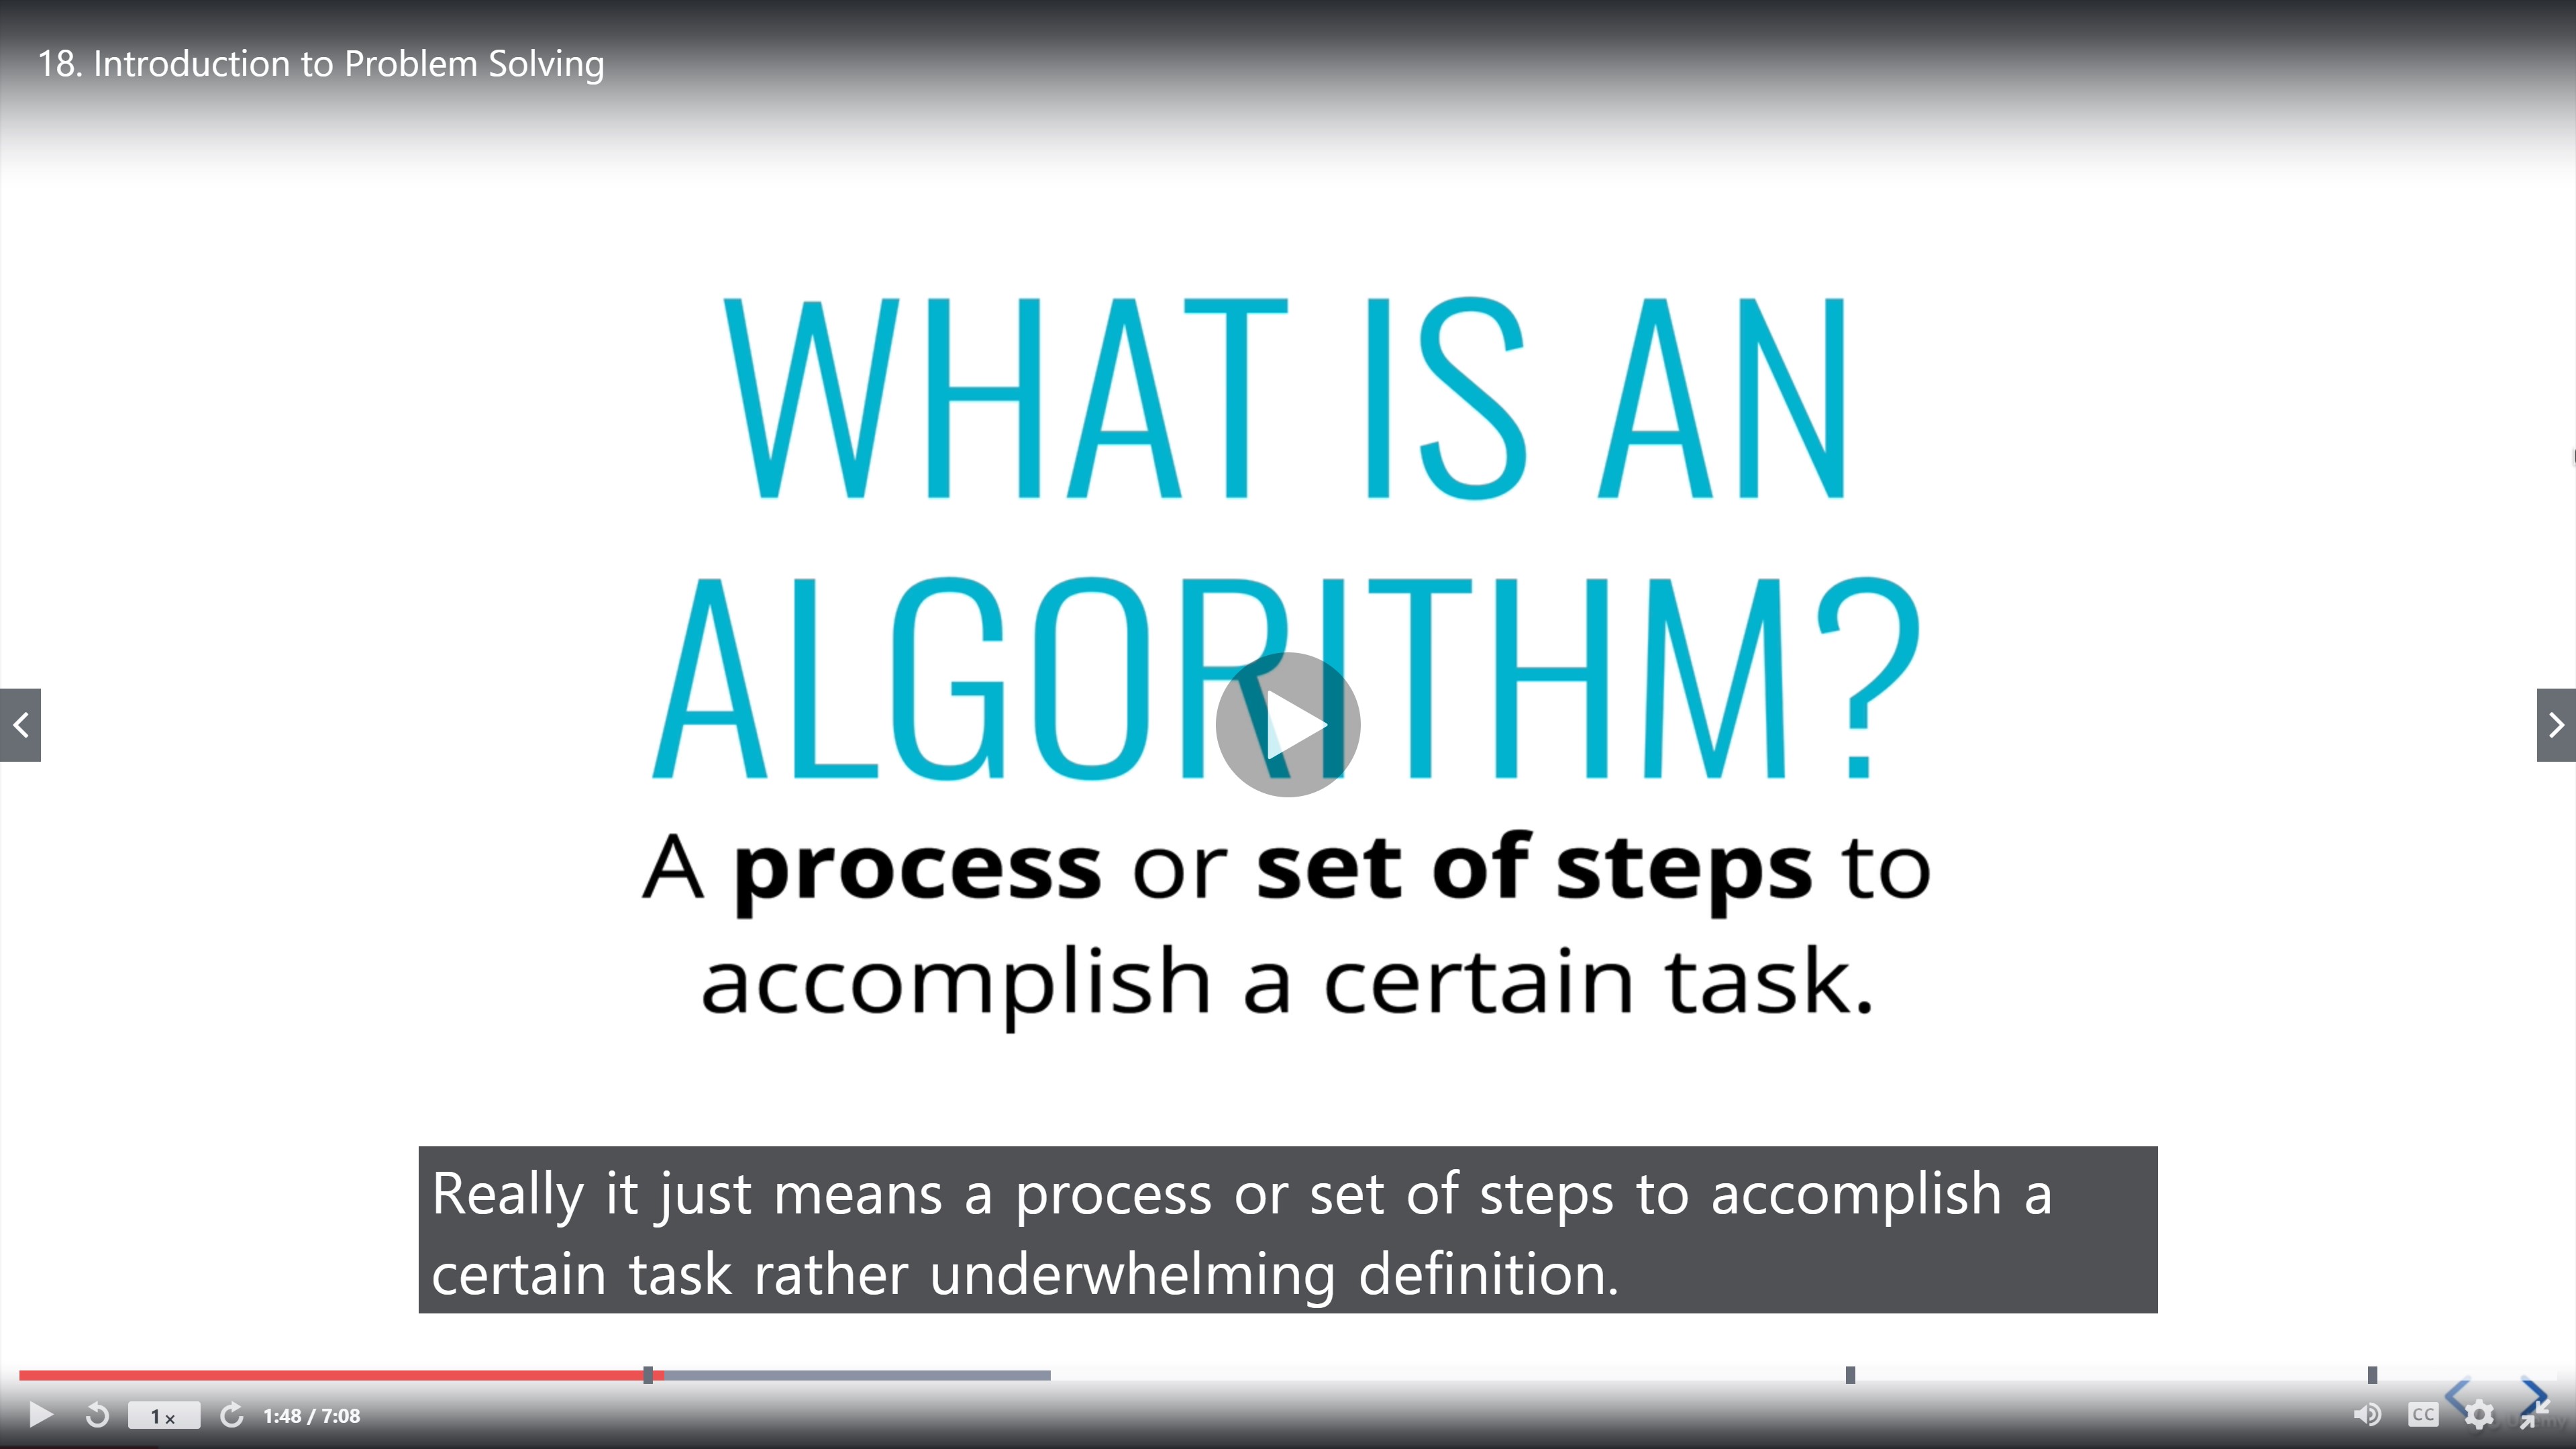 18. Introduction to Problem Solving
WHAT IS AN
ALGORITHM?
A process or set of steps to
accomplish a certain task.
Really it just means a process or set of steps to accomplish a
certain task rather underwhelming definition.
1 x
1:48 / 7:08
CC